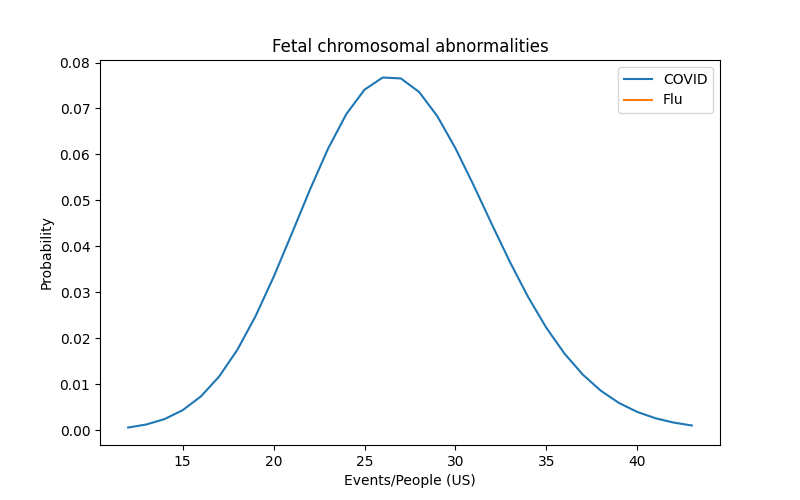 Fetal chromosomal abnormalities
COVID
Flu
0.08
0.07
0.06
0.05
0.04
0.03
0.02
0.01
0.00
Probability
15 20 25 30 35 40
Events/People (US)